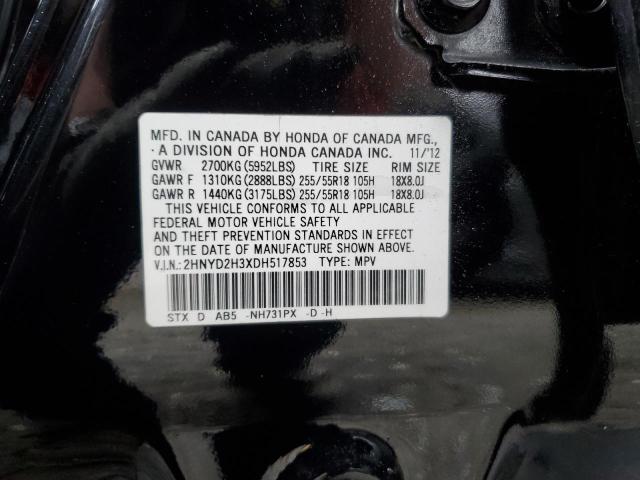 MFD. IN CANADA BY HONDA OF CANADA MFG.,
· A DIVISION OF HONDA CANADA INC. 11/'12
GVWR 2700KG (5952LBS) TIRE SIZE RIM SIZE
GAWR F 1310KG (2888LBS) 255/55R18 105H 18X8.0J
GAWR R 1440KG (3175LBS) 255/55R18 105H 18X8.0J
THIS VEHICLE CONFORMS TO ALL APPLICABLE
FEDERAL MOTOR VEHICLE SAFETY
AND THEFT PREVENTION STANDARDS IN EFFECT
ON THE DATE OF MANUFACTURE SHOWN ABOVE.
V.I.N.: 2HNYD2H3XDH517853 TYPE: MPV
STX D AB5 -NH731PX -D -H